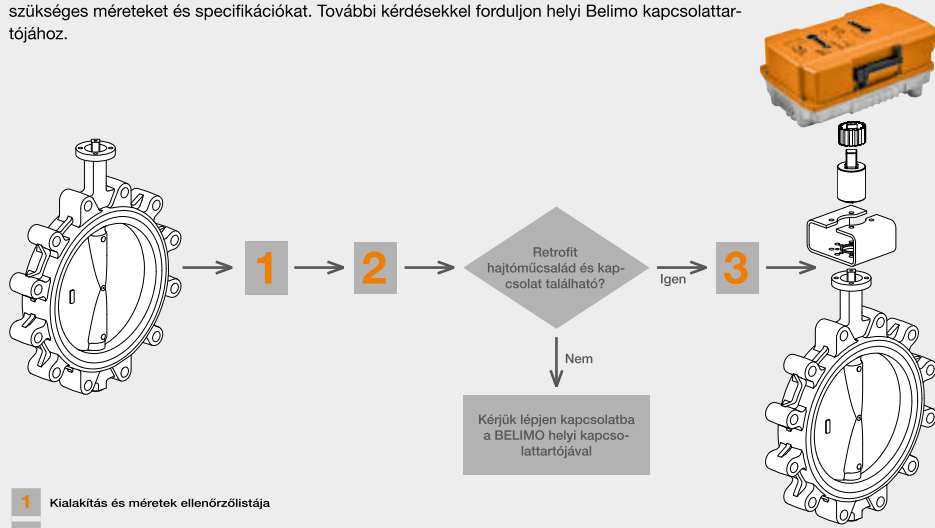 szükséges méreteket és specifikációkat. További kérdésekkel forduljon helyi Belimo kapcsolattar-
tójához.
1
2
Retrofit
hajtóműcsalád és kap-
csolat található?
Igen
3
Nem
Kérjük lépjen kapcsolatba
a BELIMO helyi kapcso-
lattartójával
1 Kialakítás és méretek ellenőrzőlistája